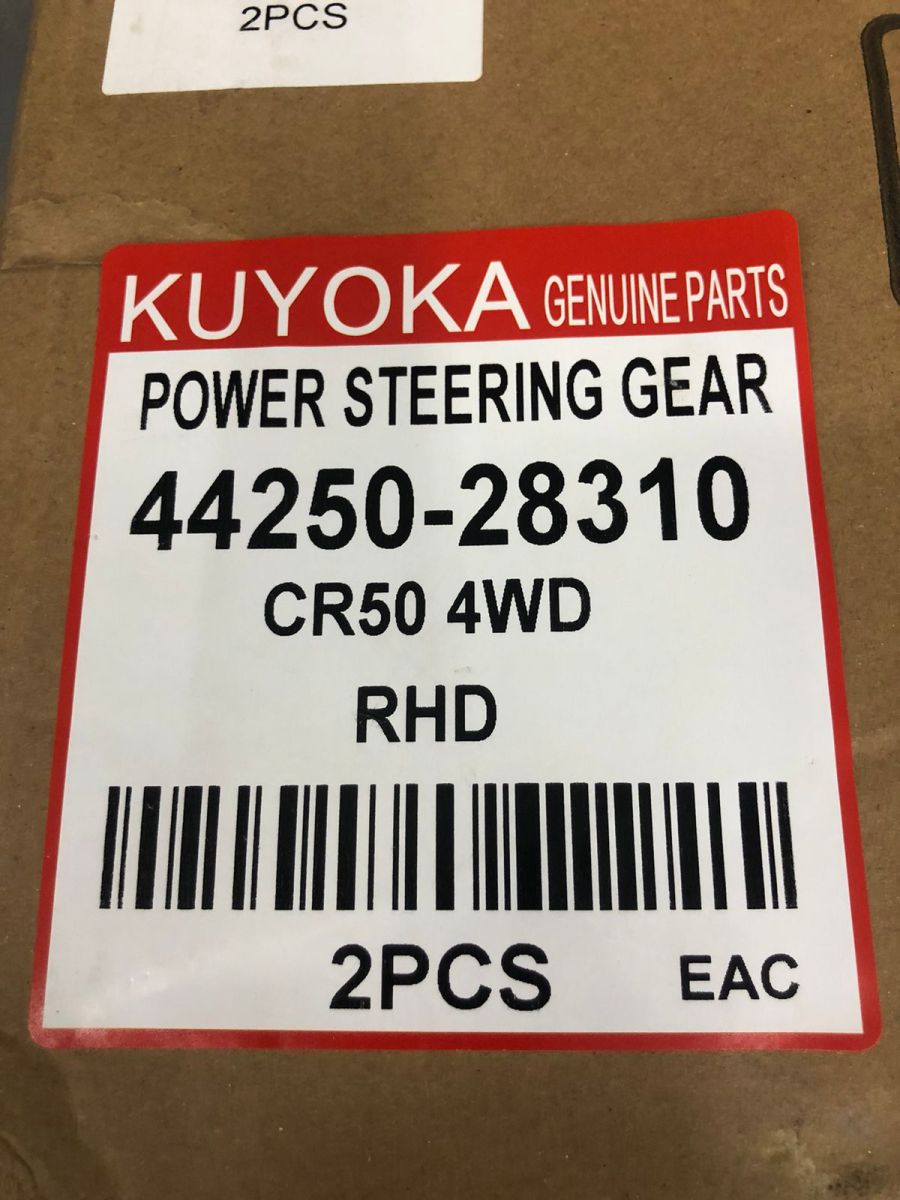 2PCS
KUYOKA GENUINE PARTS
POWER STEERING GEAR
44250-28310
CR50 4WD
RHD
2PCS EAC